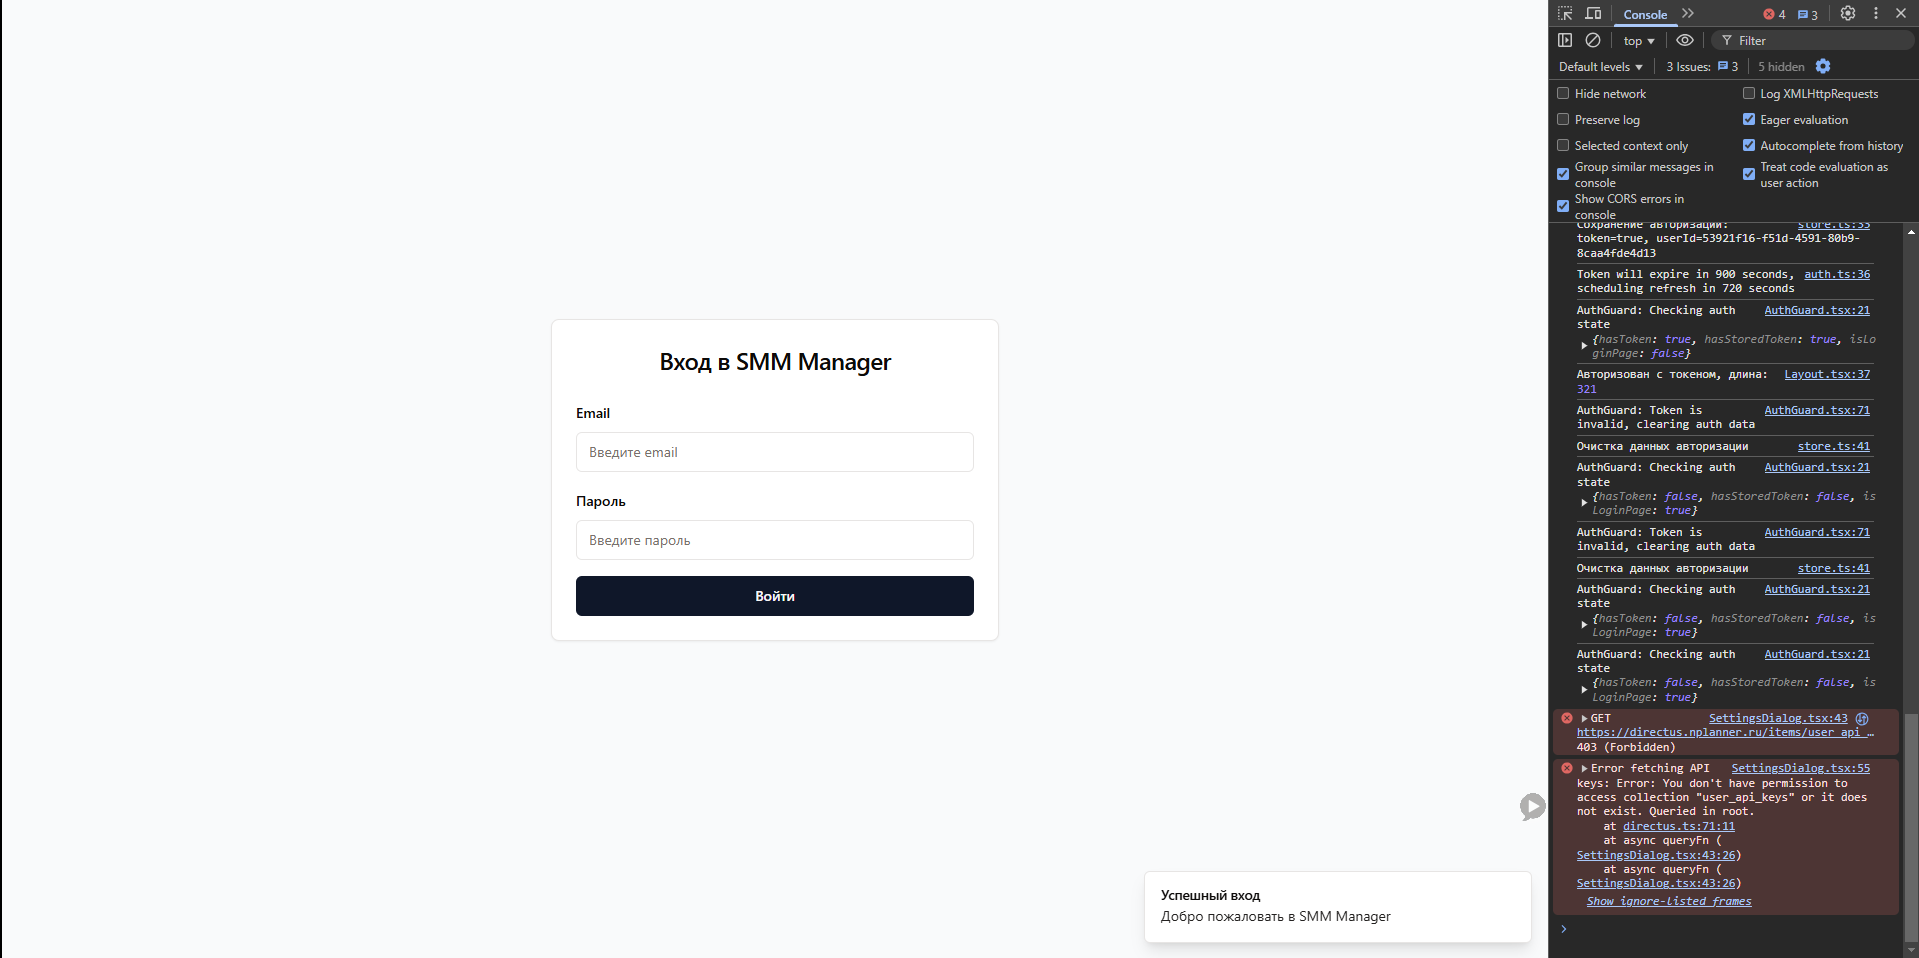 Вход в SMM Manager
Email
Введите email
Пароль
Введите пароль
Войти
Успешный вход
Добро пожаловать в SMM Manager
Console
4
3
top
Filter
Default levels
3 Issues:
3
5 hidden
Hide network
Log XMLHttpRequests
Preserve log
Eager evaluation
Selected context only
Autocomplete from history
Group similar messages in
console
Treat code evaluation as
user action
Show CORS errors in
console
Сохранение авторизации: store.ts:35
token=true, userId=53921f16-f51d-4591-80b9-
8caa4fde4d13
Token will expire in 900 seconds, auth.ts:36
scheduling refresh in 720 seconds
AuthGuard: Checking auth AuthGuard.tsx:21
state
{hasToken: true, hasStoredToken: true, isLo
ginPage: false}
Авторизован с токеном, длина: Layout.tsx:37
321
AuthGuard: Token is AuthGuard.tsx:71
invalid, clearing auth data
Очистка данных авторизации store.ts:41
AuthGuard: Checking auth AuthGuard.tsx:21
state
{hasToken: false, hasStoredToken: false, is
LoginPage: true}
AuthGuard: Token is AuthGuard.tsx:71
invalid, clearing auth data
Очистка данных авторизации store.ts:41
AuthGuard: Checking auth AuthGuard.tsx:21
state
{hasToken: false, hasStoredToken: false, is
LoginPage: true}
AuthGuard: Checking auth AuthGuard.tsx:21
state
{hasToken: false, hasStoredToken: false, is
LoginPage: true}
GET SettingsDialog.tsx:43
https://directus.nplanner.ru/items/user_api_…
403 (Forbidden)
Error fetching API SettingsDialog.tsx:55
keys: Error: You don't have permission to
access collection "user_api_keys" or it does
not exist. Queried in root.
at directus.ts:71:11
at async queryFn (
SettingsDialog.tsx:43:26)
at async queryFn (
SettingsDialog.tsx:43:26)
Show ignore-listed frames